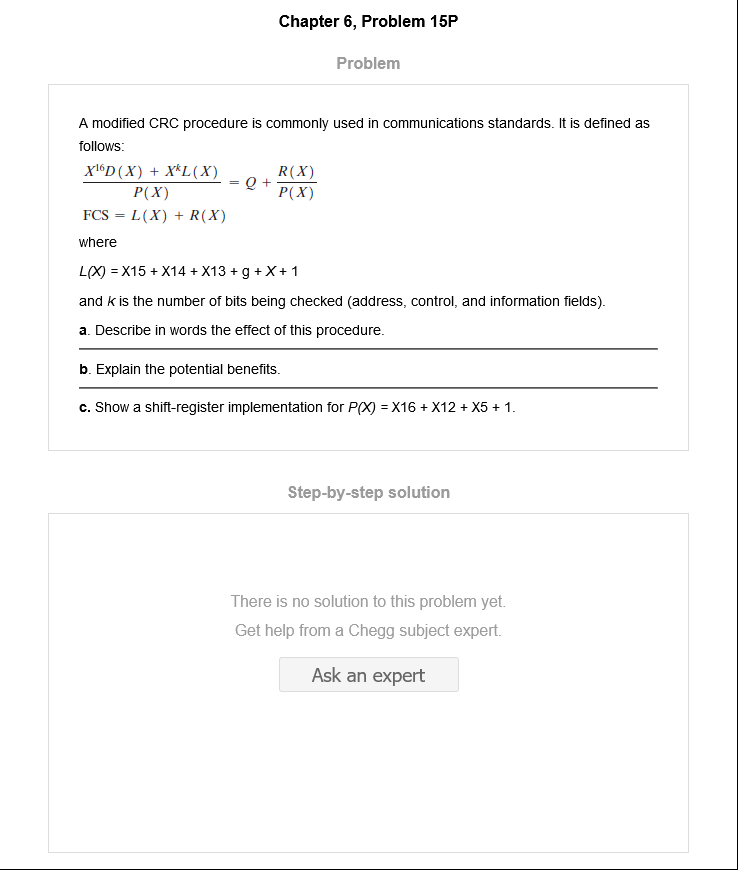 Chapter 6, Problem 15P
Problem
A modified CRC procedure is commonly used in communications standards. It is defined as
follows:
X¹⁶D(X) + XᵏL(X) / P(X) = Q + R(X) / P(X)
FCS = L(X) + R(X)
where
L(X) = X15 + X14 + X13 + g + X + 1
and k is the number of bits being checked (address, control, and information fields).
a. Describe in words the effect of this procedure.
b. Explain the potential benefits.
c. Show a shift-register implementation for P(X) = X16 + X12 + X5 + 1.
Step-by-step solution
There is no solution to this problem yet.
Get help from a Chegg subject expert.
Ask an expert